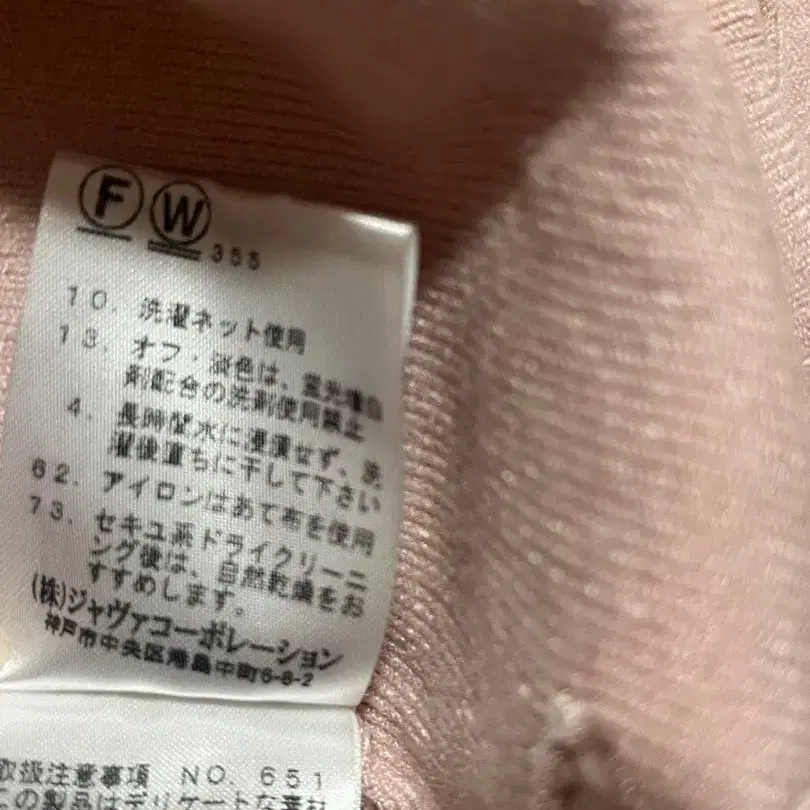 F W 355
10. 洗濯ネット使用
13. オフ・淡色は、蛍光増白
剤配合の洗剤使用禁止
4. 長時間水に浸漬せず、洗
濯後直ちに干して下さい
62. アイロンはあて布を使用
73. セキユ系ドライクリーニ
ング後は、自然乾燥をお
すすめします。
(株)ジャヴァコーポレーション
神戸市中央区港島中町6-8-2
取扱注意事項 NO. 651
この製品はデリケートな